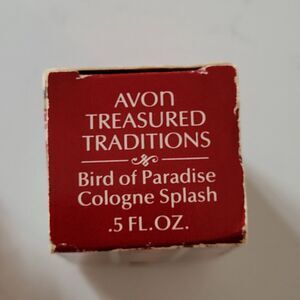 AVON
TREASURED
TRADITIONS
Bird of Paradise
Cologne Splash
.5 FL.OZ.